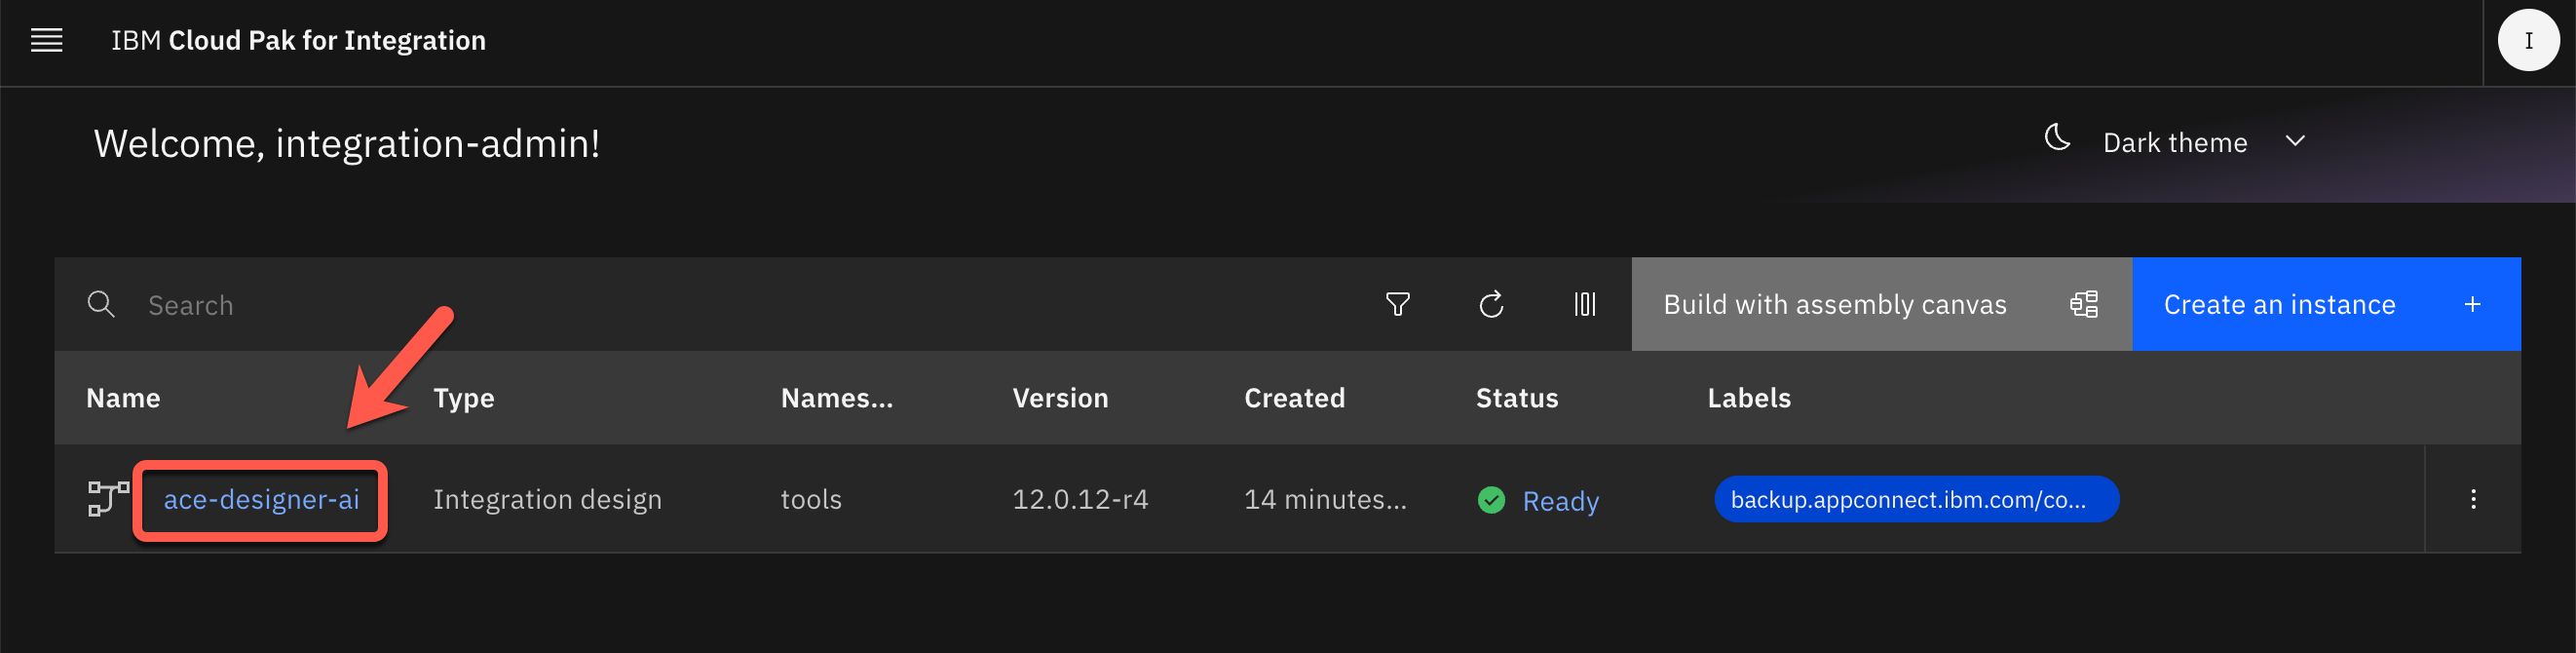 IBM Cloud Pak for Integration
I
Welcome, integration-admin!
Dark theme
Search
Build with assembly canvas
Create an instance +
Name Type Names... Version Created Status Labels
ace-designer-ai Integration design tools 12.0.12-r4 14 minutes... Ready backup.appconnect.ibm.com/co...